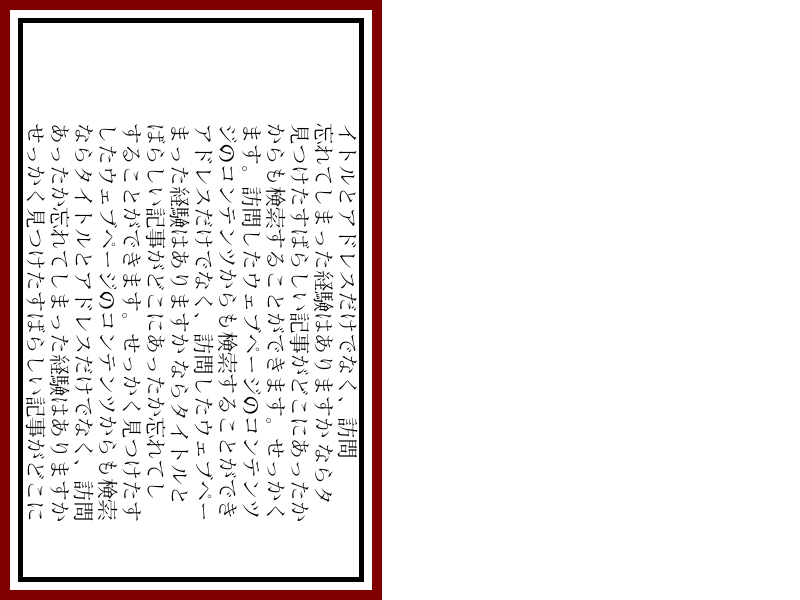 せっかく見つけたすばらしい記事がどこに
あったか忘れてしまった経験はありますか
ならタイトルとアドレスだけでなく、訪問
したウェブページのコンテンツからも検索
することができます。せっかく見つけたす
ばらしい記事がどこにあったか忘れてし
まった経験はありますかならタイトルと
アドレスだけでなく、訪問したウェブペー
ジのコンテンツからも検索することができ
ます。訪問したウェブページのコンテンツ
からも検索することができます。せっかく
見つけたすばらしい記事がどこにあったか
忘れてしまった経験はありますかならタ
イトルとアドレスだけでなく、訪問